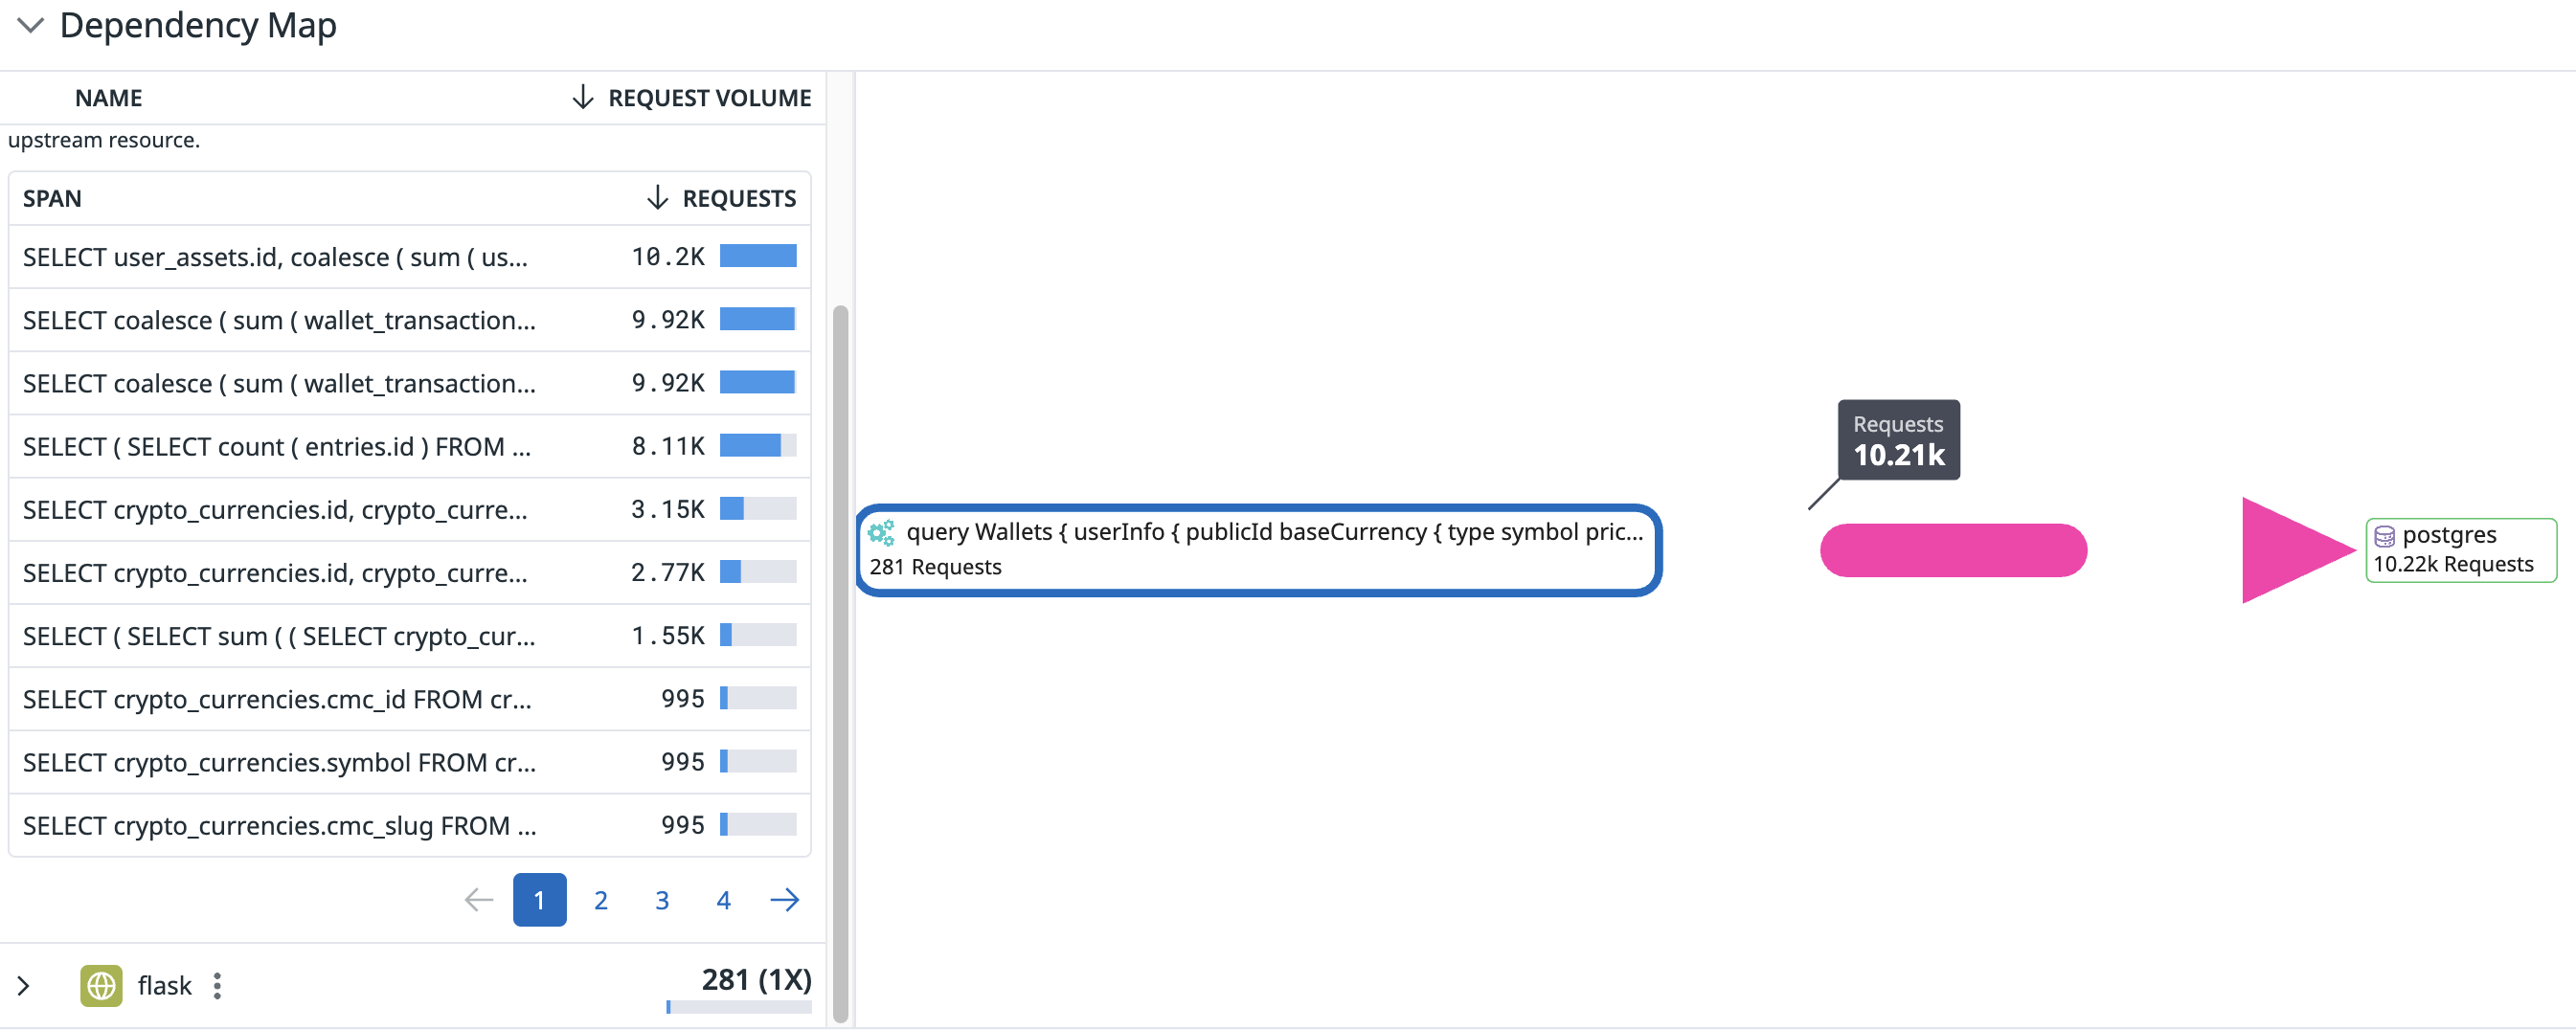 Dependency Map
NAME
REQUEST VOLUME
upstream resource.
SPAN
REQUESTS
SELECT user_assets.id, coalesce ( sum ( us...
10.2K
SELECT coalesce ( sum ( wallet_transaction...
9.92K
SELECT coalesce ( sum ( wallet_transaction...
9.92K
SELECT ( SELECT count ( entries.id ) FROM ...
8.11K
SELECT crypto_currencies.id, crypto_curre...
3.15K
SELECT crypto_currencies.id, crypto_curre...
2.77K
SELECT ( SELECT sum ( ( SELECT crypto_cur...
1.55K
SELECT crypto_currencies.cmc_id FROM cr...
995
SELECT crypto_currencies.symbol FROM cr...
995
SELECT crypto_currencies.cmc_slug FROM ...
995
1 2 3 4
flask
281 (1X)
query Wallets { userInfo { publicId baseCurrency { type symbol pric...
281 Requests
Requests
10.21k
postgres
10.22k Requests